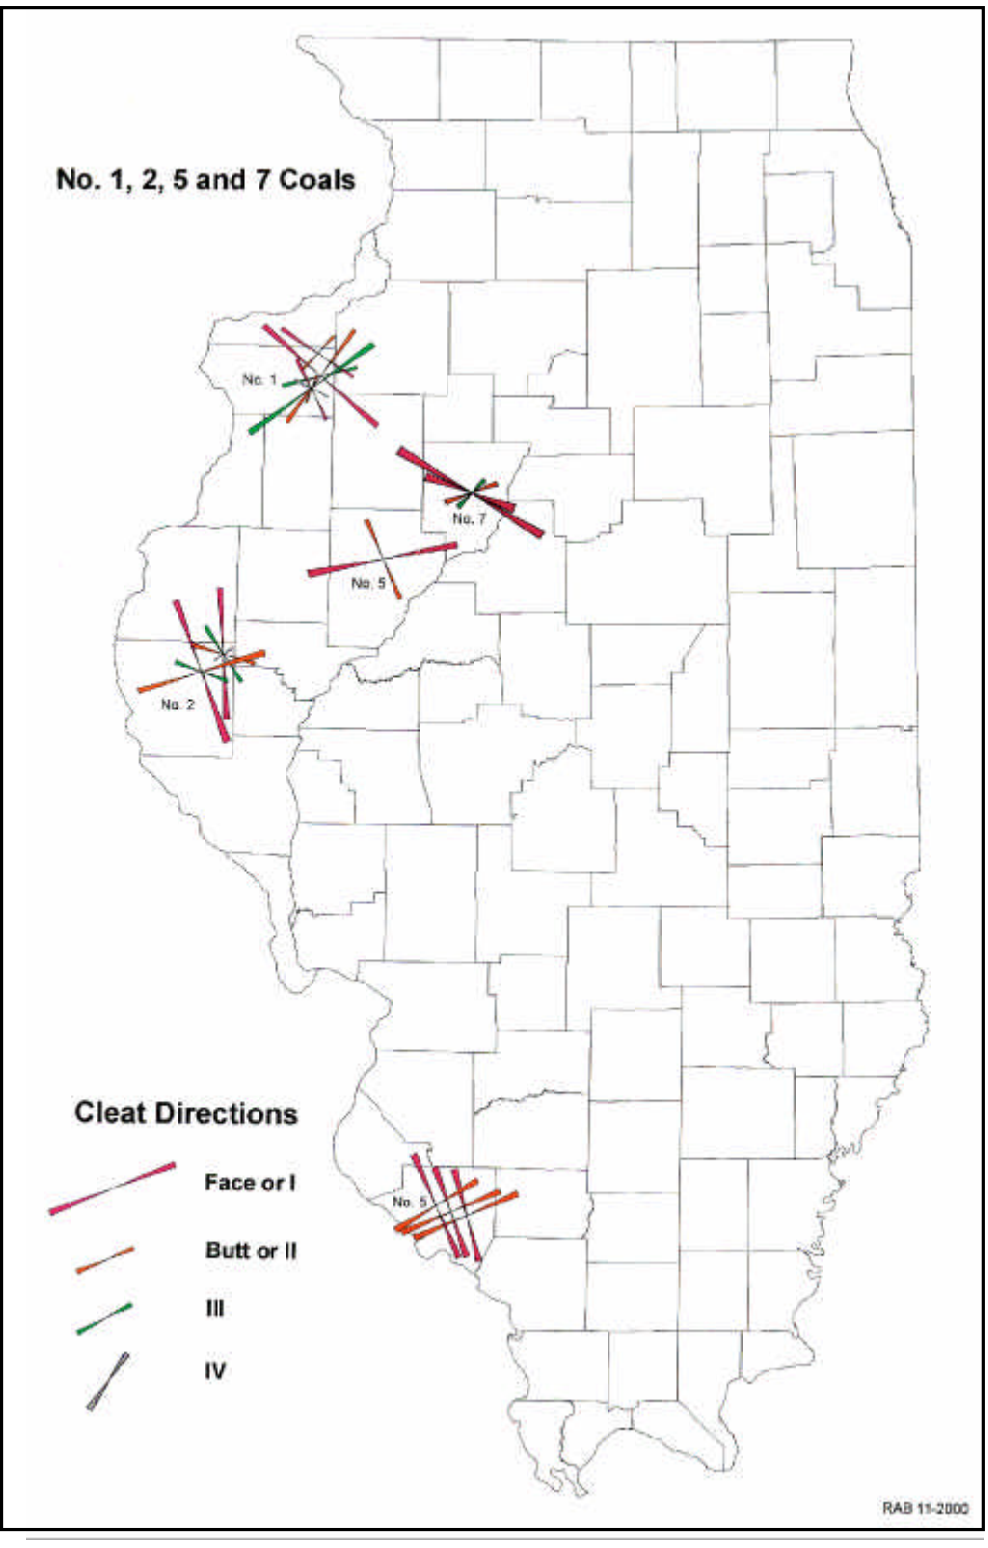 No. 1, 2, 5 and 7 Coals
No. 1
No. 7
No. 5
No. 2
Cleat Directions
Face or I
No. 5
Butt or II
III
IV
RAB 11-2000